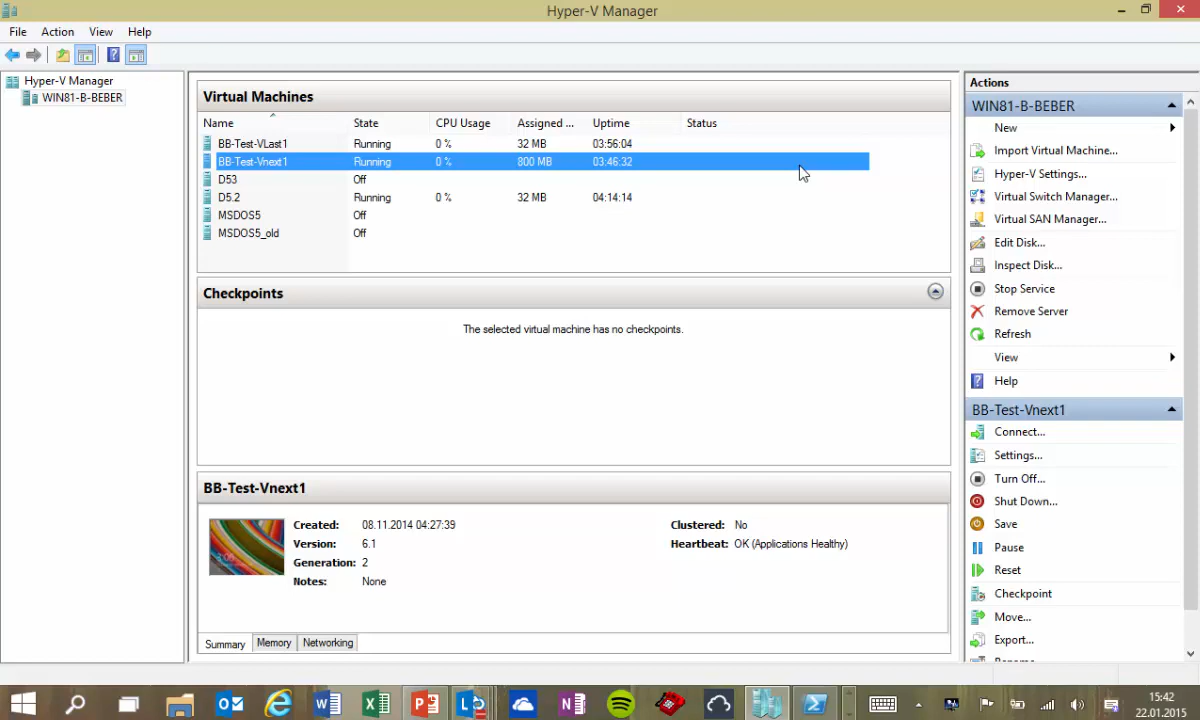 Hyper-V Manager
File Action View Help
Hyper-V Manager
WIN81-B-BEBER
Virtual Machines
Name State CPU Usage Assigned ... Uptime Status
BB-Test-VLast1 Running 0 % 32 MB 03:56:04
BB-Test-Vnext1 Running 0 % 800 MB 03:46:32
D53 Off
D5.2 Running 0 % 32 MB 04:14:14
MSDOS5 Off
MSDOS5_old Off
Checkpoints
The selected virtual machine has no checkpoints.
BB-Test-Vnext1
Created: 08.11.2014 04:27:39 Clustered: No
Version: 6.1 Heartbeat: OK (Applications Healthy)
Generation: 2
Notes: None
Summary Memory Networking
Actions
WIN81-B-BEBER
New
Import Virtual Machine...
Hyper-V Settings...
Virtual Switch Manager...
Virtual SAN Manager...
Edit Disk...
Inspect Disk...
Stop Service
Remove Server
Refresh
View
Help
BB-Test-Vnext1
Connect...
Settings...
Turn Off...
Shut Down...
Save
Pause
Reset
Checkpoint
Move...
Export...
15:42
22.01.2015